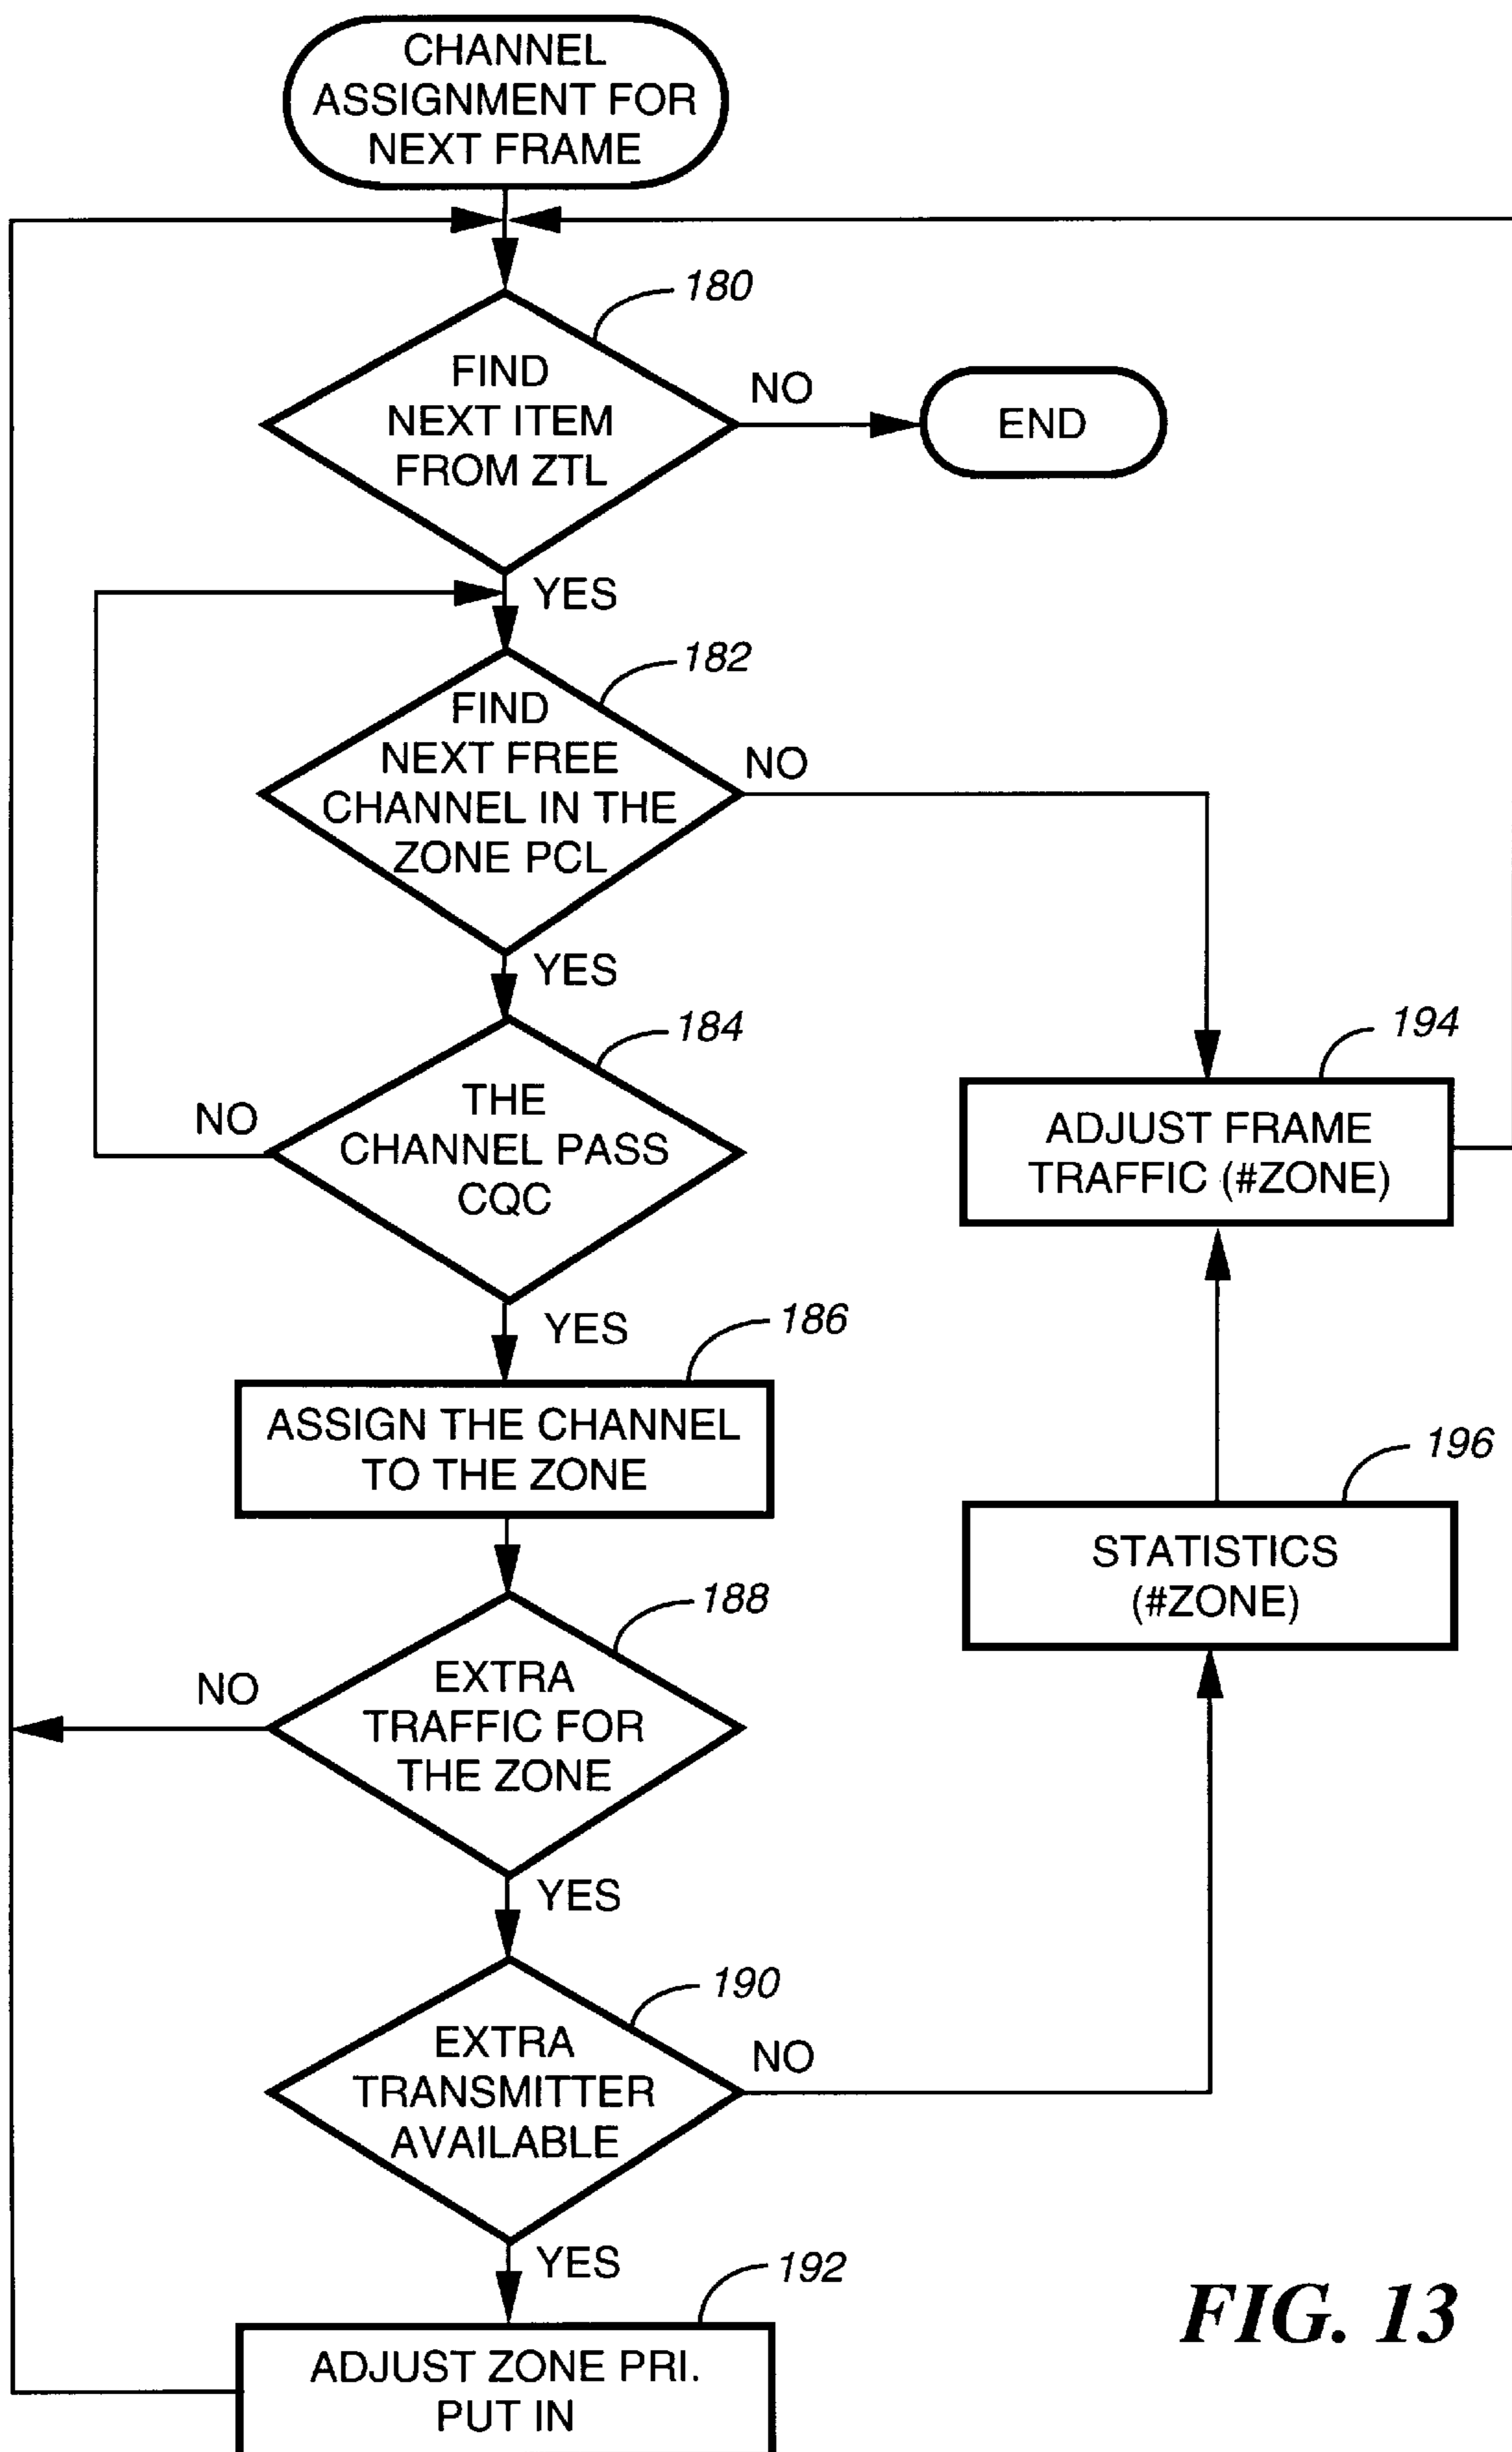 CHANNEL
ASSIGNMENT FOR
NEXT FRAME
180
FIND
NEXT ITEM
FROM ZTL
NO
END
YES
182
FIND
NEXT FREE
CHANNEL IN THE
ZONE PCL
NO
YES
184
THE
CHANNEL PASS
CQC
NO
194
ADJUST FRAME
TRAFFIC (#ZONE)
YES
186
ASSIGN THE CHANNEL
TO THE ZONE
196
STATISTICS
(#ZONE)
188
EXTRA
TRAFFIC FOR
THE ZONE
NO
YES
190
EXTRA
TRANSMITTER
AVAILABLE
NO
YES
192
ADJUST ZONE PRI.
PUT IN
FIG. 13